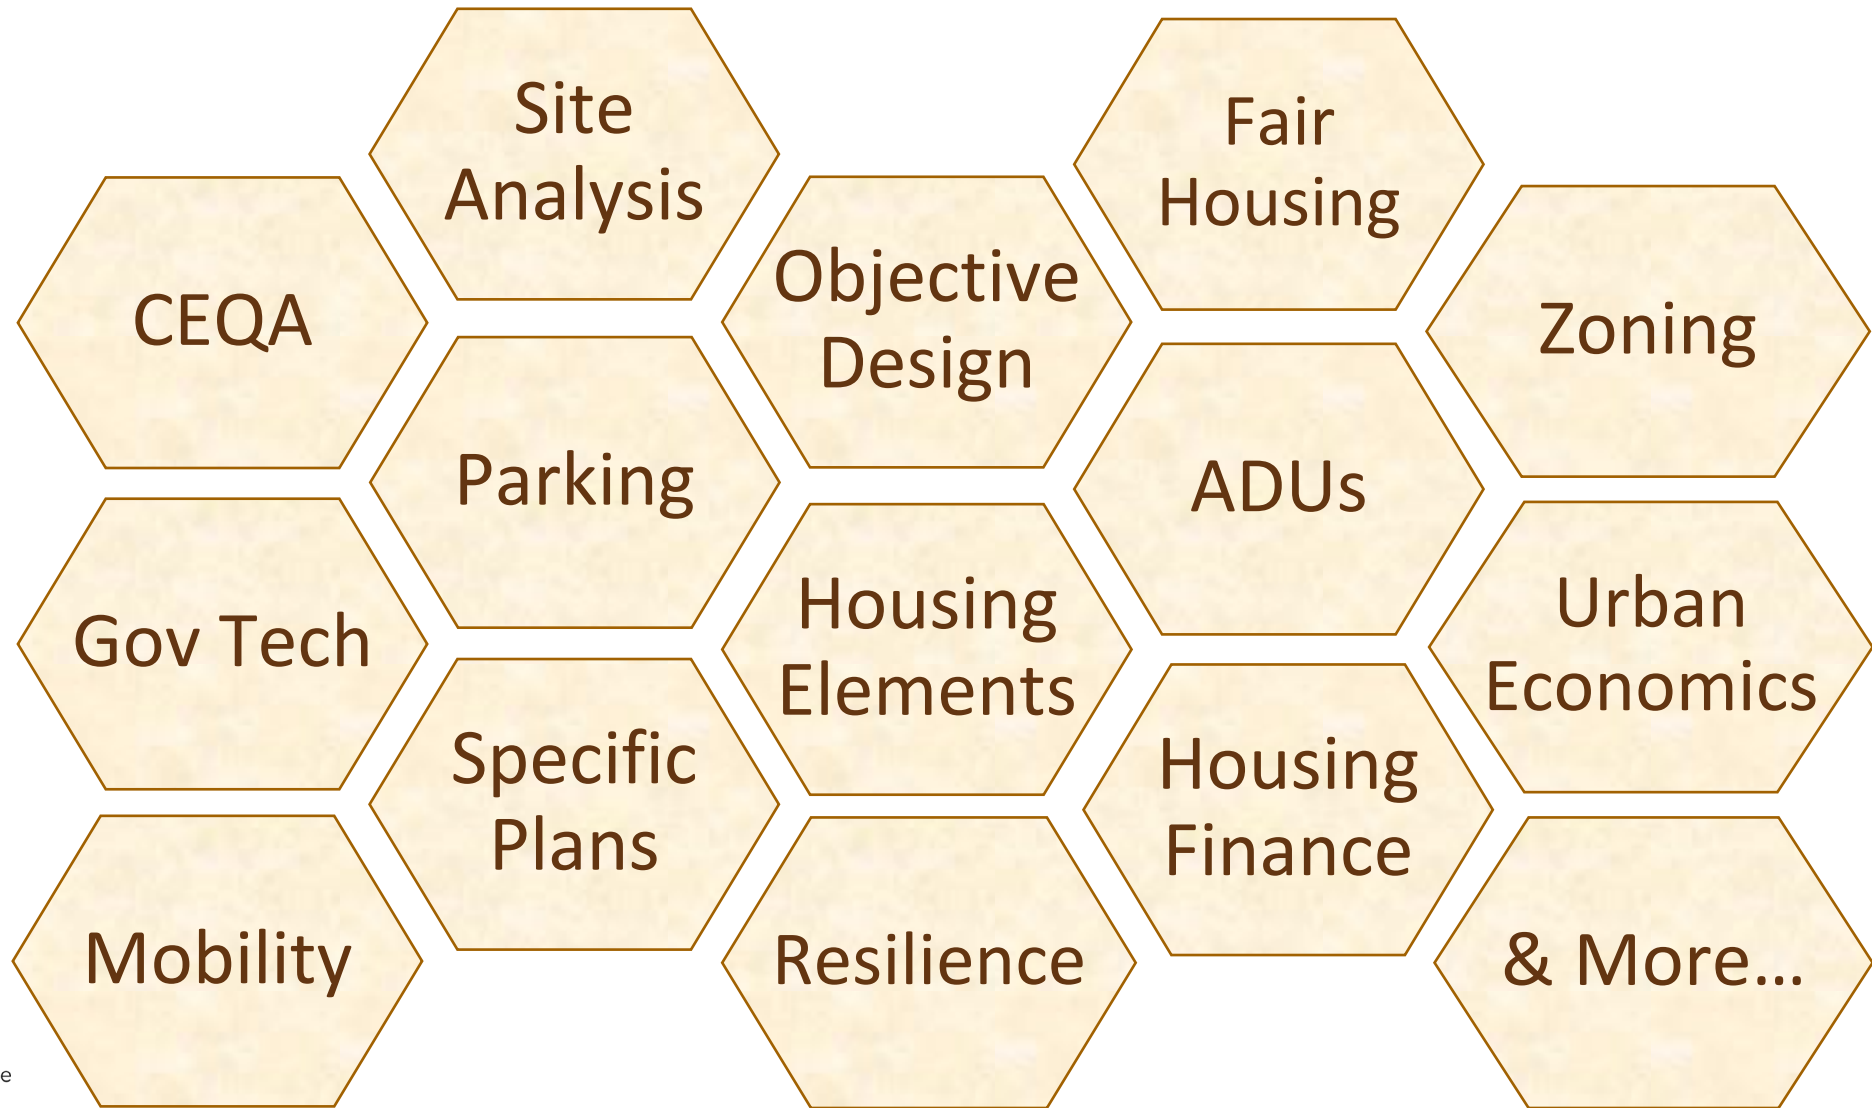 Site
Analysis
Fair
Housing
CEQA
Objective
Design
Zoning
Parking
ADUs
Gov Tech
Housing
Elements
Urban
Economics
Specific
Plans
Housing
Finance
Mobility
Resilience
& More...
e